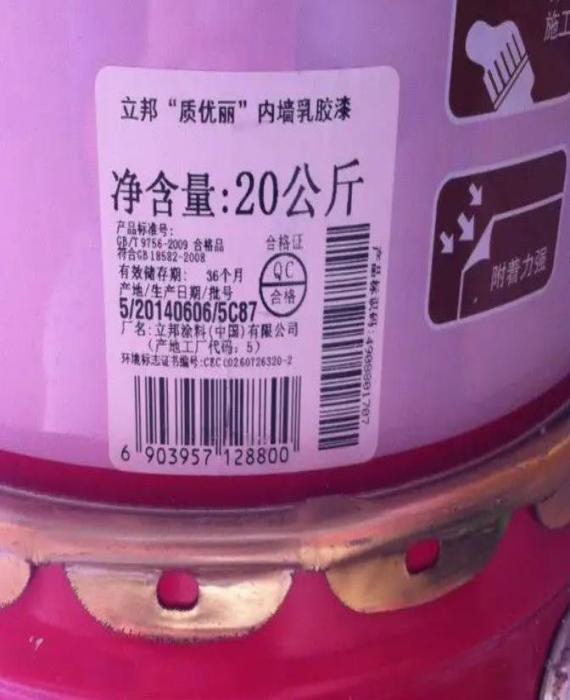 施工
立邦“质优丽”内墙乳胶漆
净含量:20公斤
产品标准号:
GB/T 9756-2009 合格品
符合GB 18582-2008
合格证
有效储存期: 36个月
QC
合格
产地/生产日期/批号
5/20140606/5C87
厂名:立邦涂料(中国)有限公司
(产地工厂代码: 5)
环境标志证书编号:CEC00260726320-2
6 903957 128800
附着力强